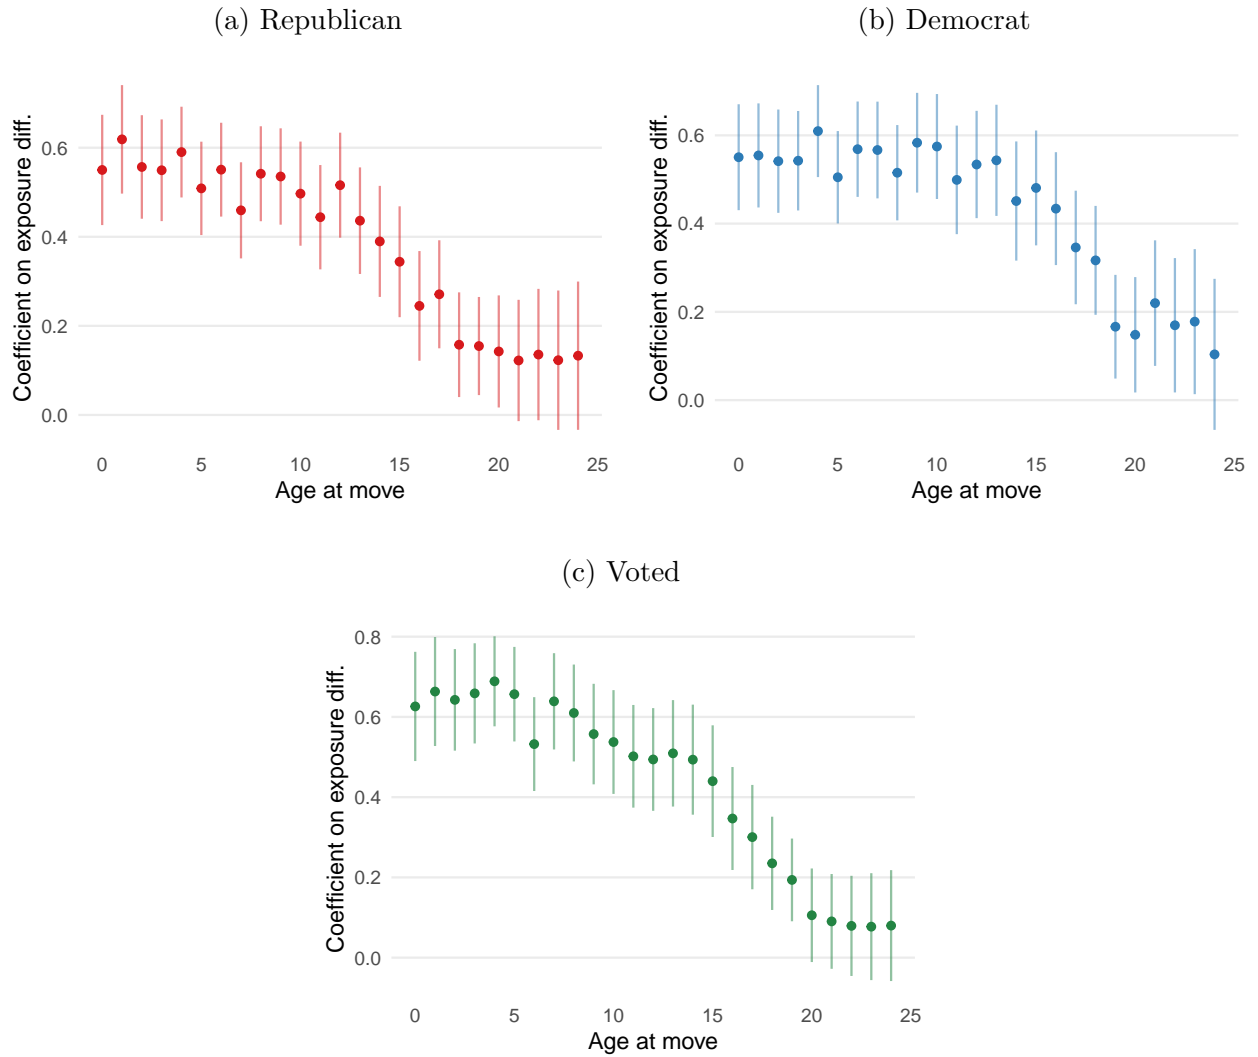 (a) Republican
Coefficient on exposure diff.
0.6
0.4
0.2
0.0
0 5 10 15 20 25
Age at move
(b) Democrat
Coefficient on exposure diff.
0.6
0.4
0.2
0.0
0 5 10 15 20 25
Age at move
(c) Voted
Coefficient on exposure diff.
0.8
0.6
0.4
0.2
0.0
0 5 10 15 20 25
Age at move